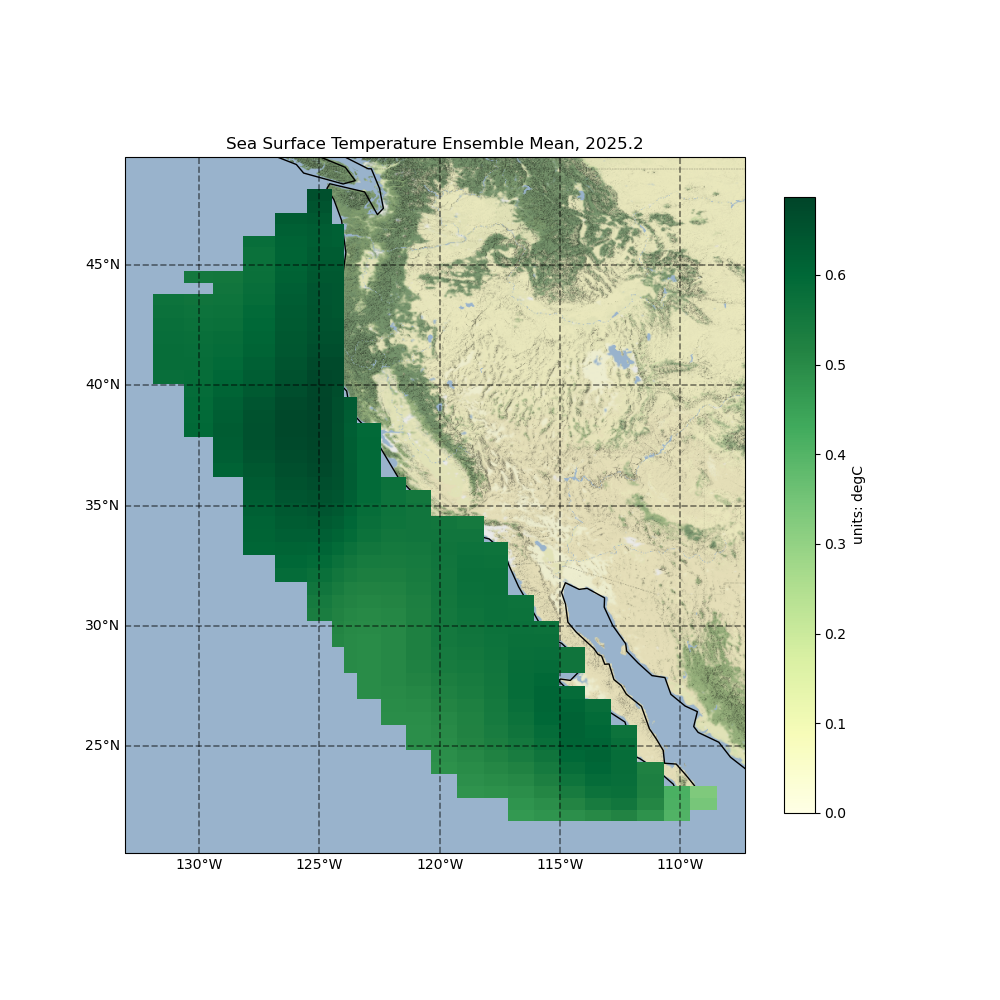 Sea Surface Temperature Ensemble Mean, 2025.2
45°N
40°N
35°N
30°N
25°N
130°W
125°W
120°W
115°W
110°W
0.6
0.5
0.4
0.3
0.2
0.1
0.0
units: degC